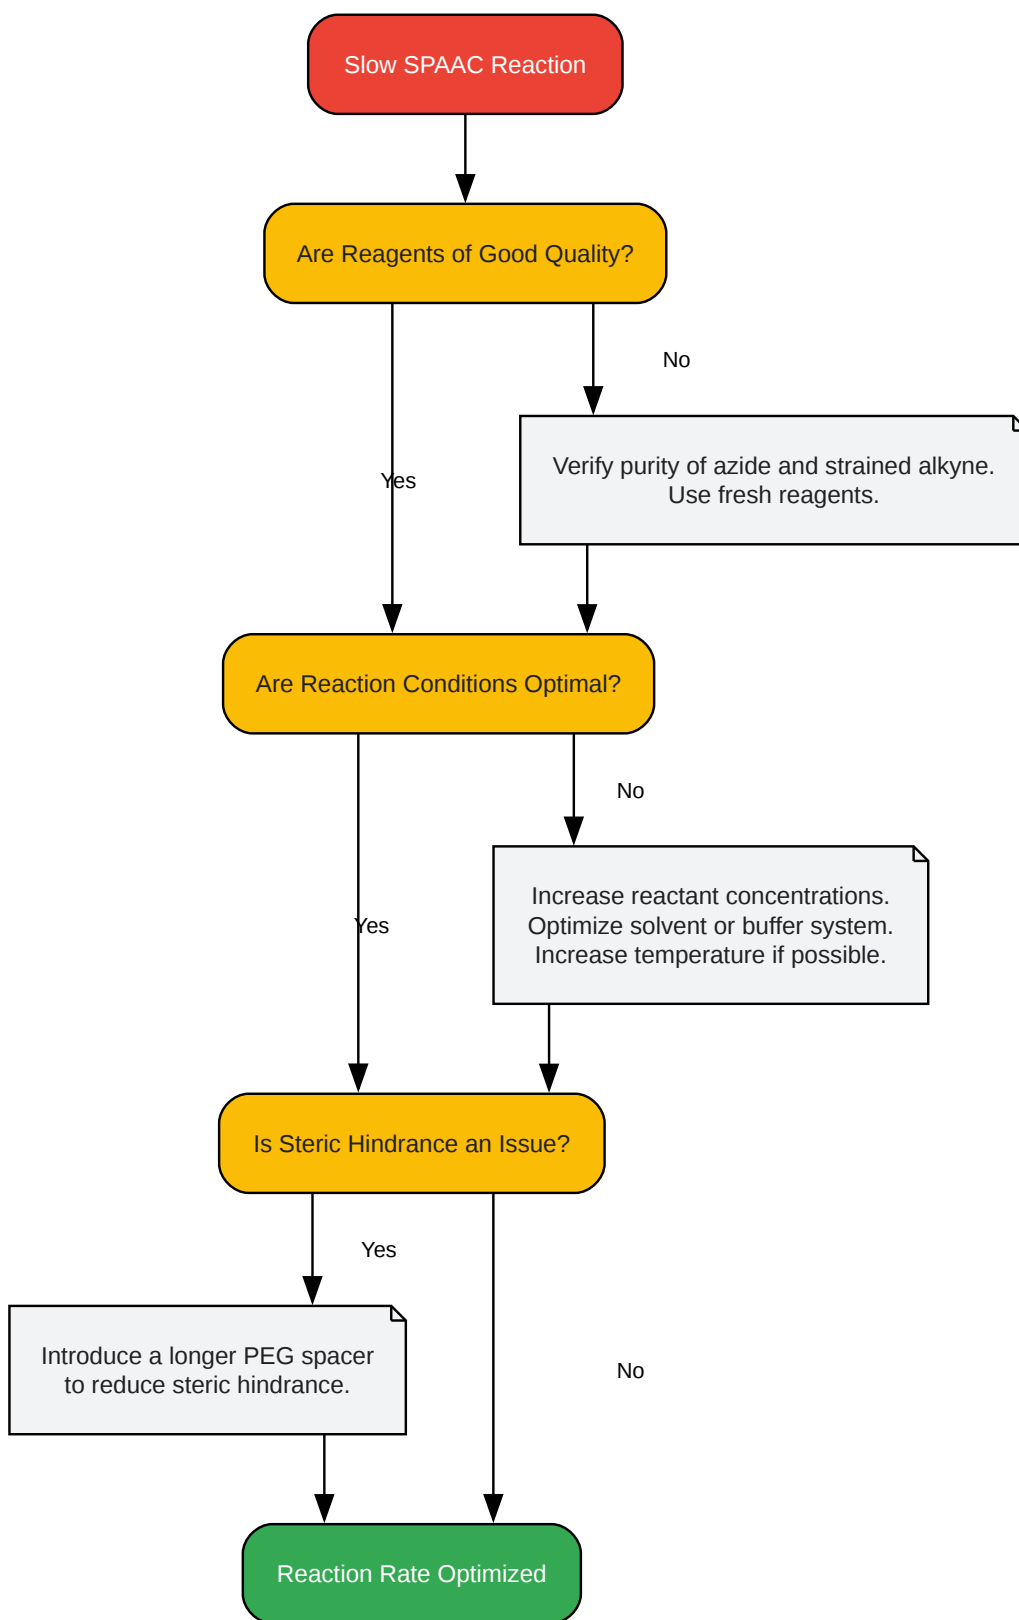 Slow SPAAC Reaction
Are Reagents of Good Quality?
No
Verify purity of azide and strained alkyne.
Use fresh reagents.
Yes
Are Reaction Conditions Optimal?
No
Increase reactant concentrations.
Optimize solvent or buffer system.
Increase temperature if possible.
Yes
Is Steric Hindrance an Issue?
Yes
Introduce a longer PEG spacer
to reduce steric hindrance.
No
Reaction Rate Optimized